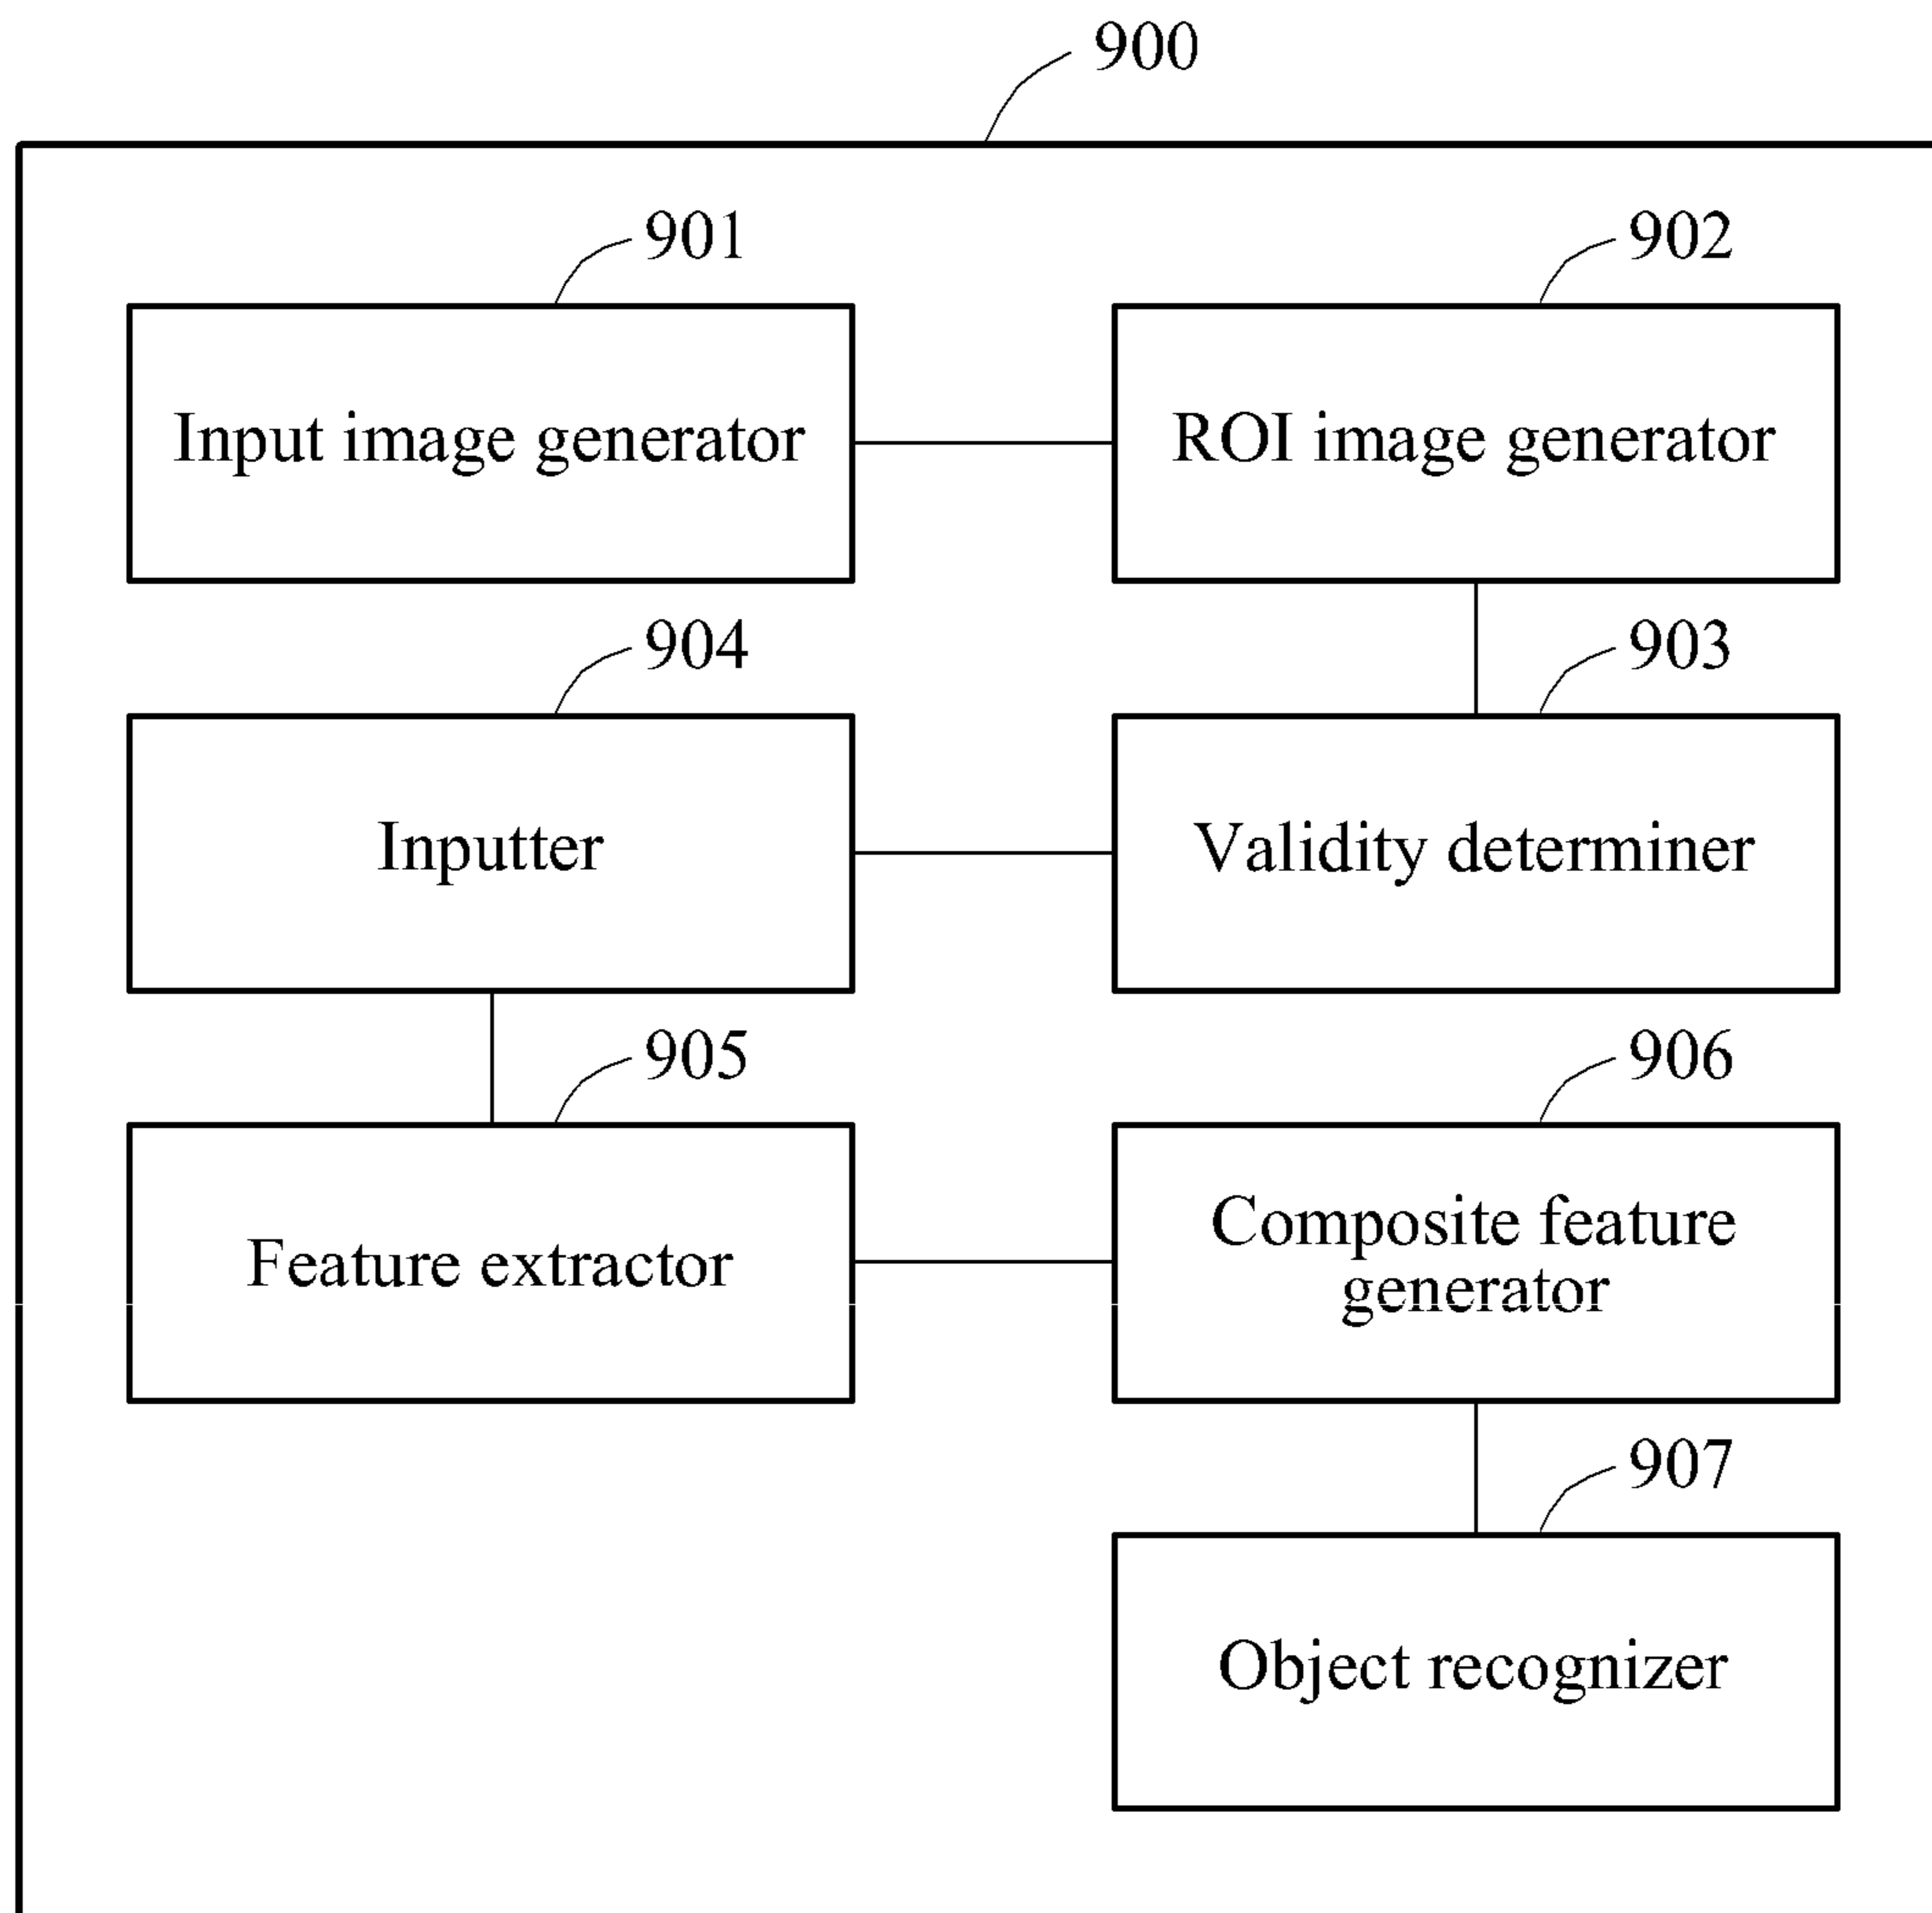 900
901
902
Input image generator
ROI image generator
904
903
Inputter
Validity determiner
905
906
Feature extractor
Composite feature
generator
907
Object recognizer